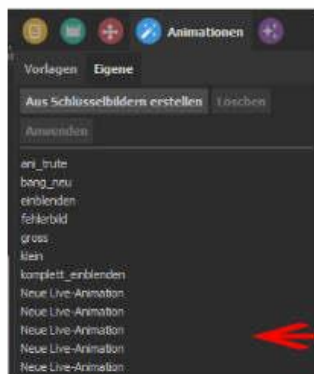 Animationen
Vorlagen Eigene
Aus Schlüsselbildern erstellen Löschen
Anwenden
ani_trute
bang_neu
einblenden
fehlerbild
gross
klein
komplett_einblenden
Neue Live-Animation
Neue Live-Animation
Neue Live-Animation
Neue Live-Animation
Neue Live-Animation